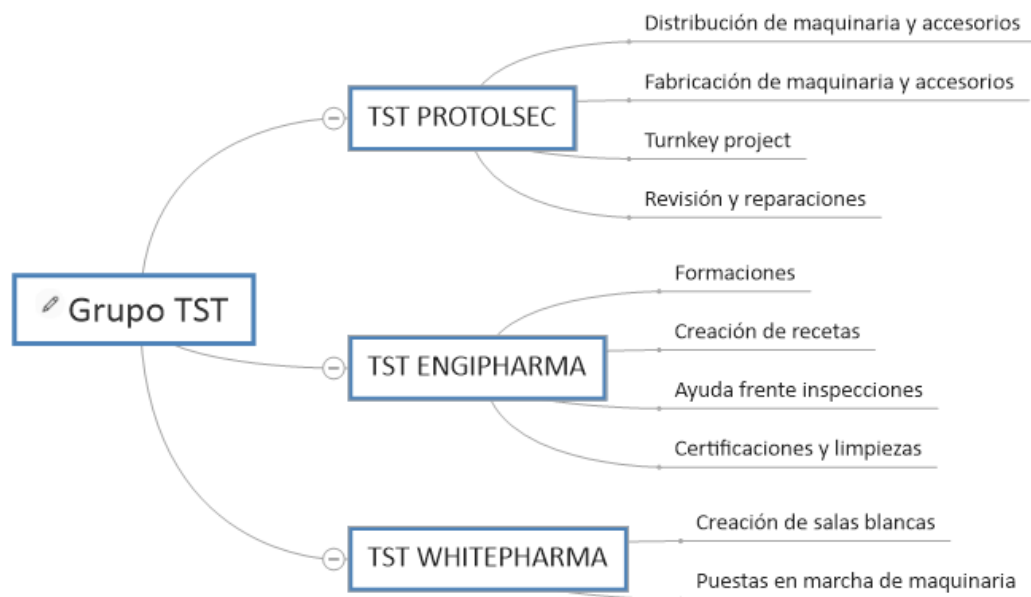 Grupo TST
TST PROTOLSEC
Distribución de maquinaria y accesorios
Fabricación de maquinaria y accesorios
Turnkey project
Revisión y reparaciones
TST ENGIPHARMA
Formaciones
Creación de recetas
Ayuda frente inspecciones
Certificaciones y limpiezas
TST WHITEPHARMA
Creación de salas blancas
Puestas en marcha de maquinaria